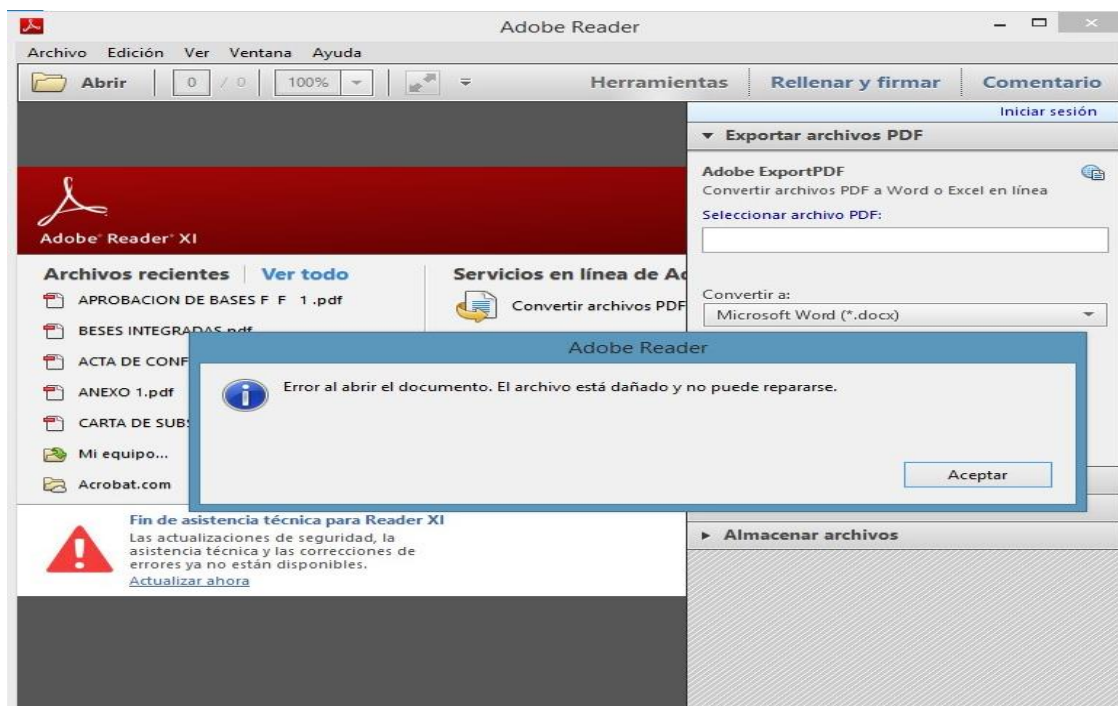 Adobe Reader
Archivo Edición Ver Ventana Ayuda
Abrir 0 / 0 100% Herramientas Rellenar y firmar Comentario
Iniciar sesión
Exportar archivos PDF
Adobe ExportPDF
Convertir archivos PDF a Word o Excel en línea
Seleccionar archivo PDF:
Convertir a:
Microsoft Word (*.docx)
Almacenar archivos
Adobe® Reader® XI
Archivos recientes Ver todo
APROBACION DE BASES F F 1 .pdf
BESES INTEGRADAS.pdf
ACTA DE CONF
ANEXO 1.pdf
CARTA DE SUBS
Mi equipo...
Acrobat.com
Servicios en línea de Ad
Convertir archivos PDF
Adobe Reader
Error al abrir el documento. El archivo está dañado y no puede repararse.
Aceptar
Fin de asistencia técnica para Reader XI
Las actualizaciones de seguridad, la
asistencia técnica y las correcciones de
errores ya no están disponibles.
Actualizar ahora